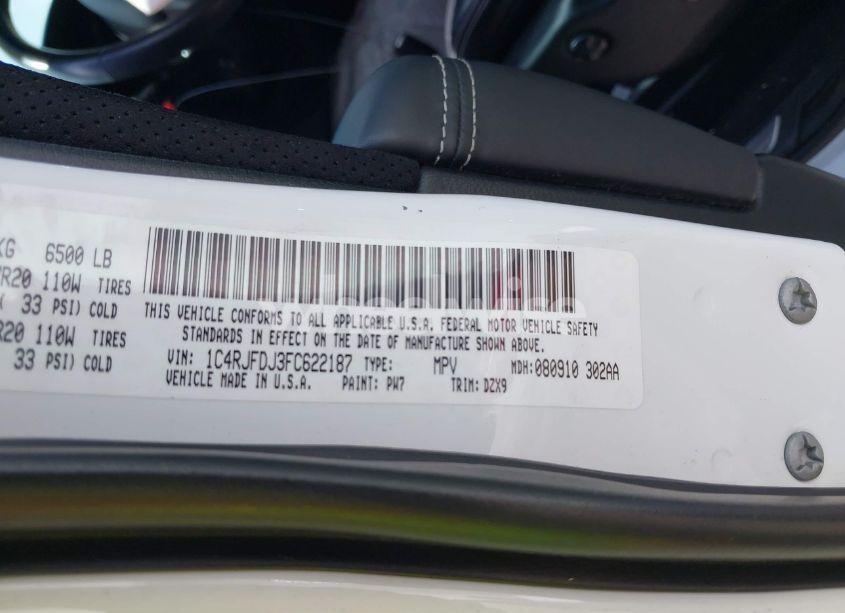 KG 6500 LB
R20 110W TIRES
33 PSI) COLD
R20 110W TIRES
33 PSI) COLD
THIS VEHICLE CONFORMS TO ALL APPLICABLE U.S.A. FEDERAL MOTOR VEHICLE SAFETY
STANDARDS IN EFFECT ON THE DATE OF MANUFACTURE SHOWN ABOVE.
VIN: 1C4RJFDJ3FC622187 TYPE: MPV MDH: 080910 302AA
VEHICLE MADE IN U.S.A. PAINT: PW7 TRIM: DZX9